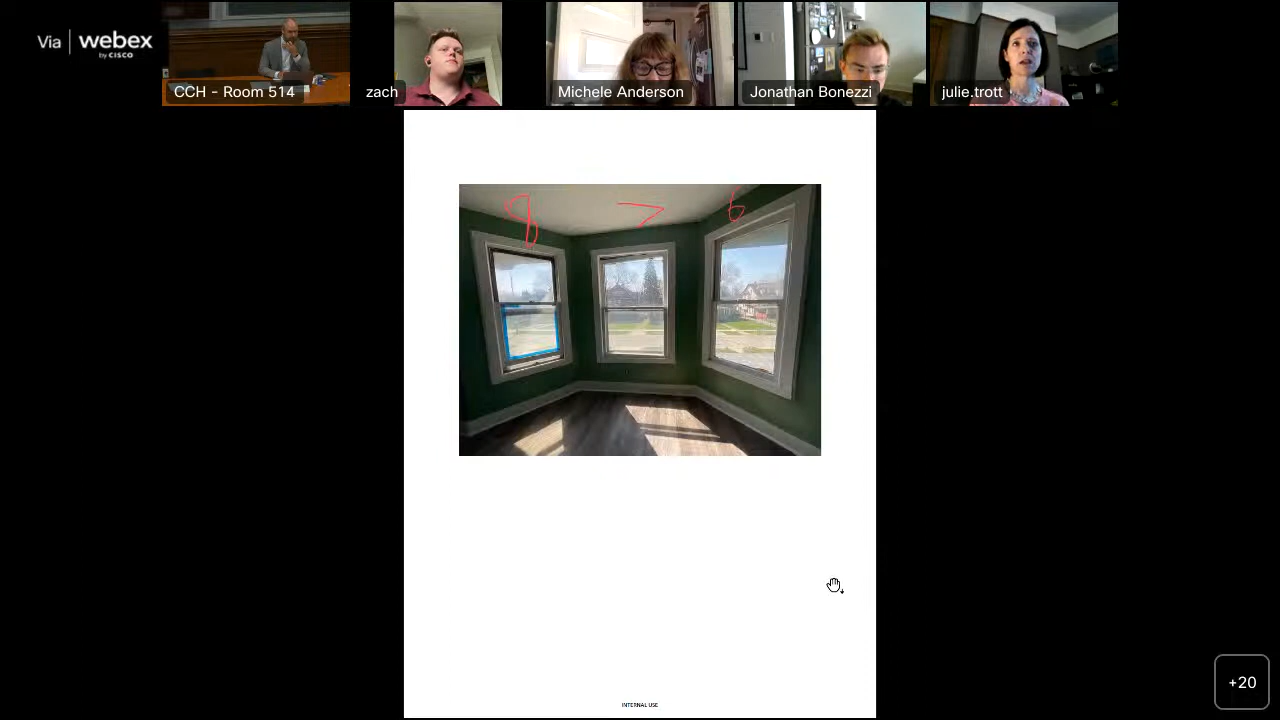 Via webex
by CISCO
CCH - Room 514
zach
Michele Anderson
Jonathan Bonezzi
julie.trott
8 7 6
INTERNAL USE
+20